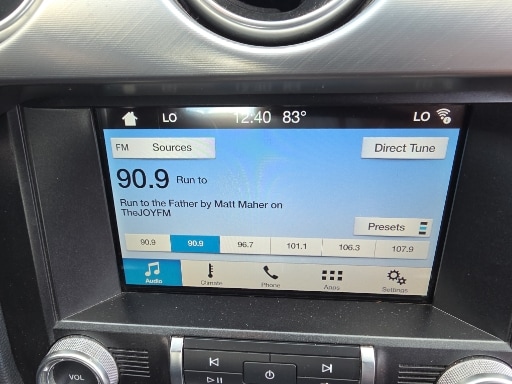 LO 12:40 83° LO
FM Sources Direct Tune
90.9 Run to
Run to the Father by Matt Maher on
TheJOYFM
Presets
90.9 90.9 96.7 101.1 106.3 107.9
Audio Climate Phone Apps Settings
VOL